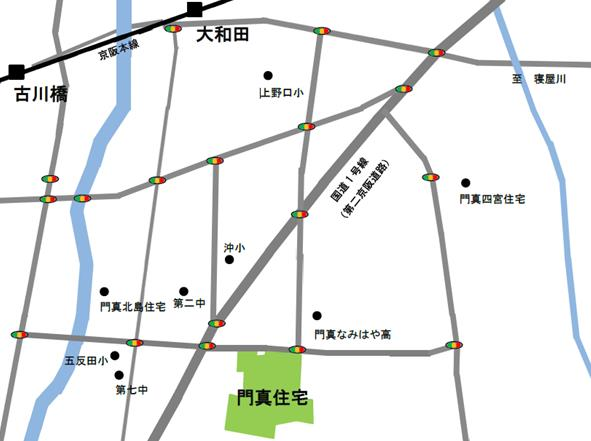 大和田
京阪本線
古川橋
上野口小
至　寝屋川
国道1号線
(第二京阪道路)
門真四宮住宅
沖小
門真北島住宅
第二中
門真なみはや高
五反田小
第七中
門真住宅